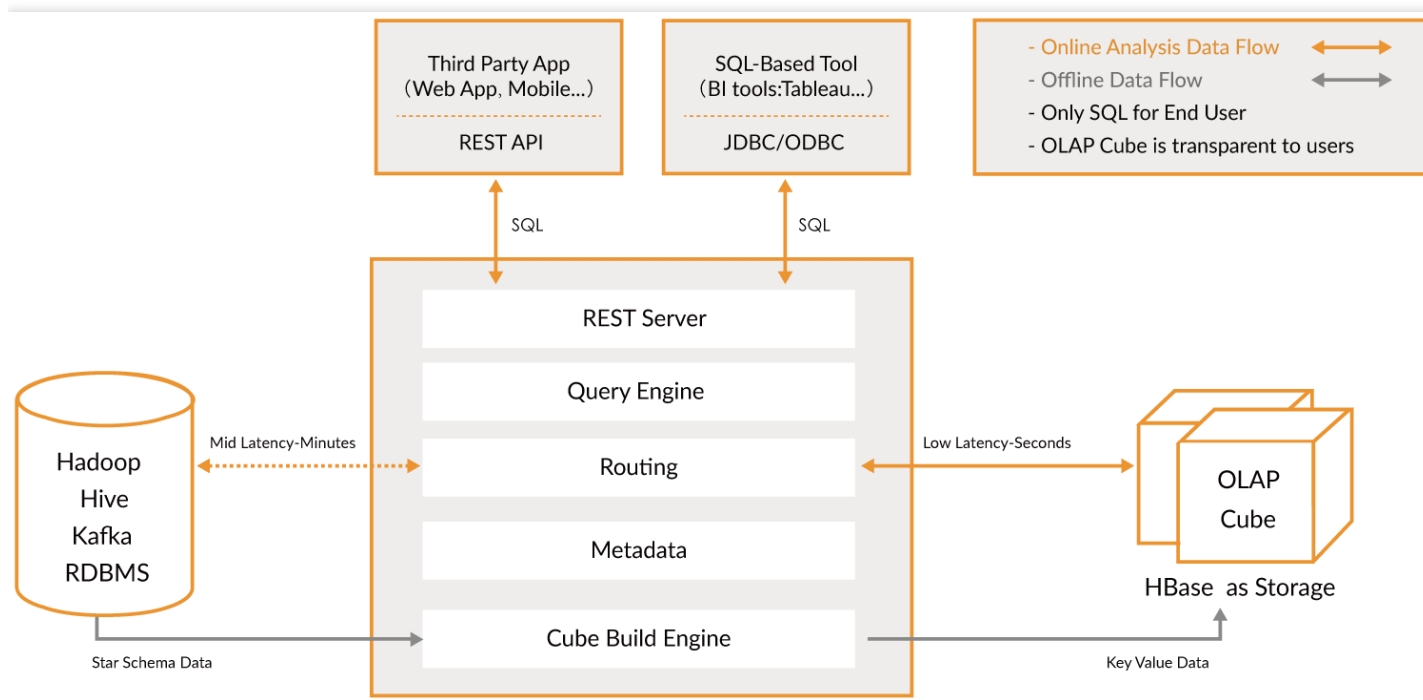 Third Party App
（Web App, Mobile...）
REST API
SQL-Based Tool
（BI tools:Tableau...）
JDBC/ODBC
- Online Analysis Data Flow
- Offline Data Flow
- Only SQL for End User
- OLAP Cube is transparent to users
SQL
SQL
REST Server
Query Engine
Routing
Metadata
Cube Build Engine
Mid Latency-Minutes
Low Latency-Seconds
Hadoop
Hive
Kafka
RDBMS
OLAP
Cube
HBase as Storage
Star Schema Data
Key Value Data